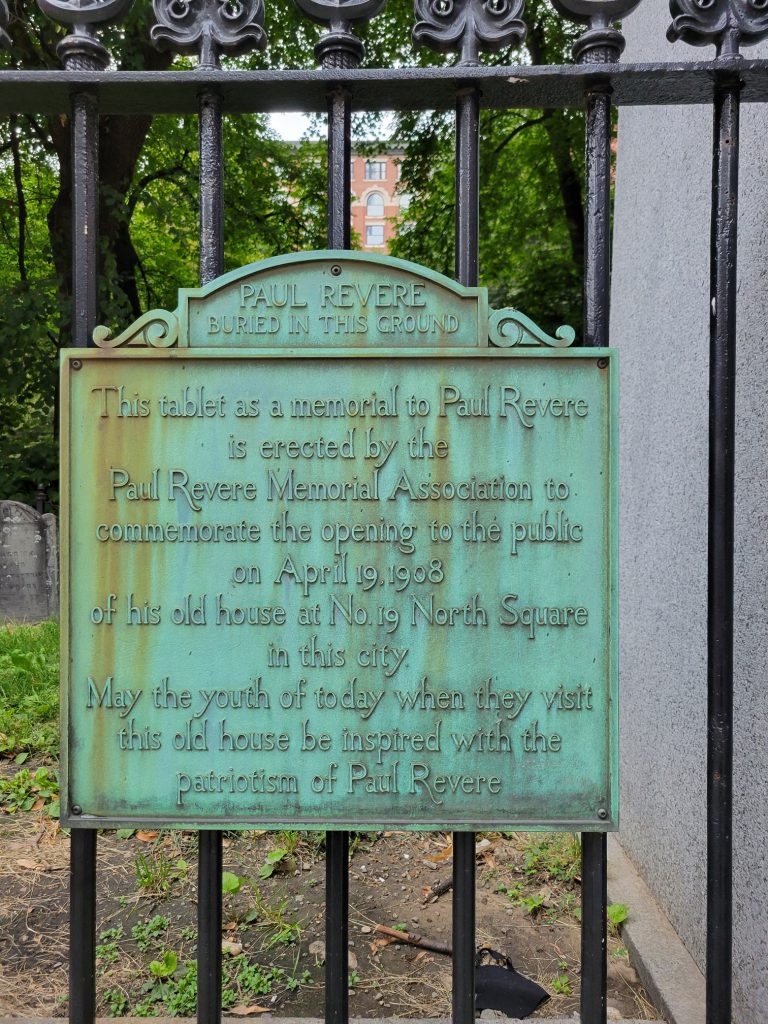 PAUL REVERE
BURIED IN THIS GROUND
This tablet as a memorial to Paul Revere
is erected by the
Paul Revere Memorial Association to
commemorate the opening to the public
on April 19, 1908
of his old house at No. 19 North Square
in this city
May the youth of today when they visit
this old house be inspired with the
patriotism of Paul Revere